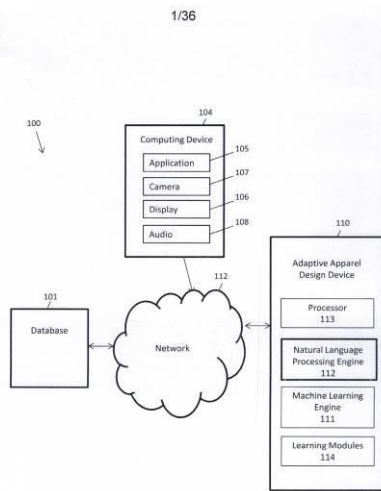 1/36
100
104
Computing Device
Application
105
Camera
107
Display
106
Audio
108
110
Adaptive Apparel
Design Device
Processor
113
Natural Language
Processing Engine
112
Machine Learning
Engine
111
Learning Modules
114
101
Database
112
Network